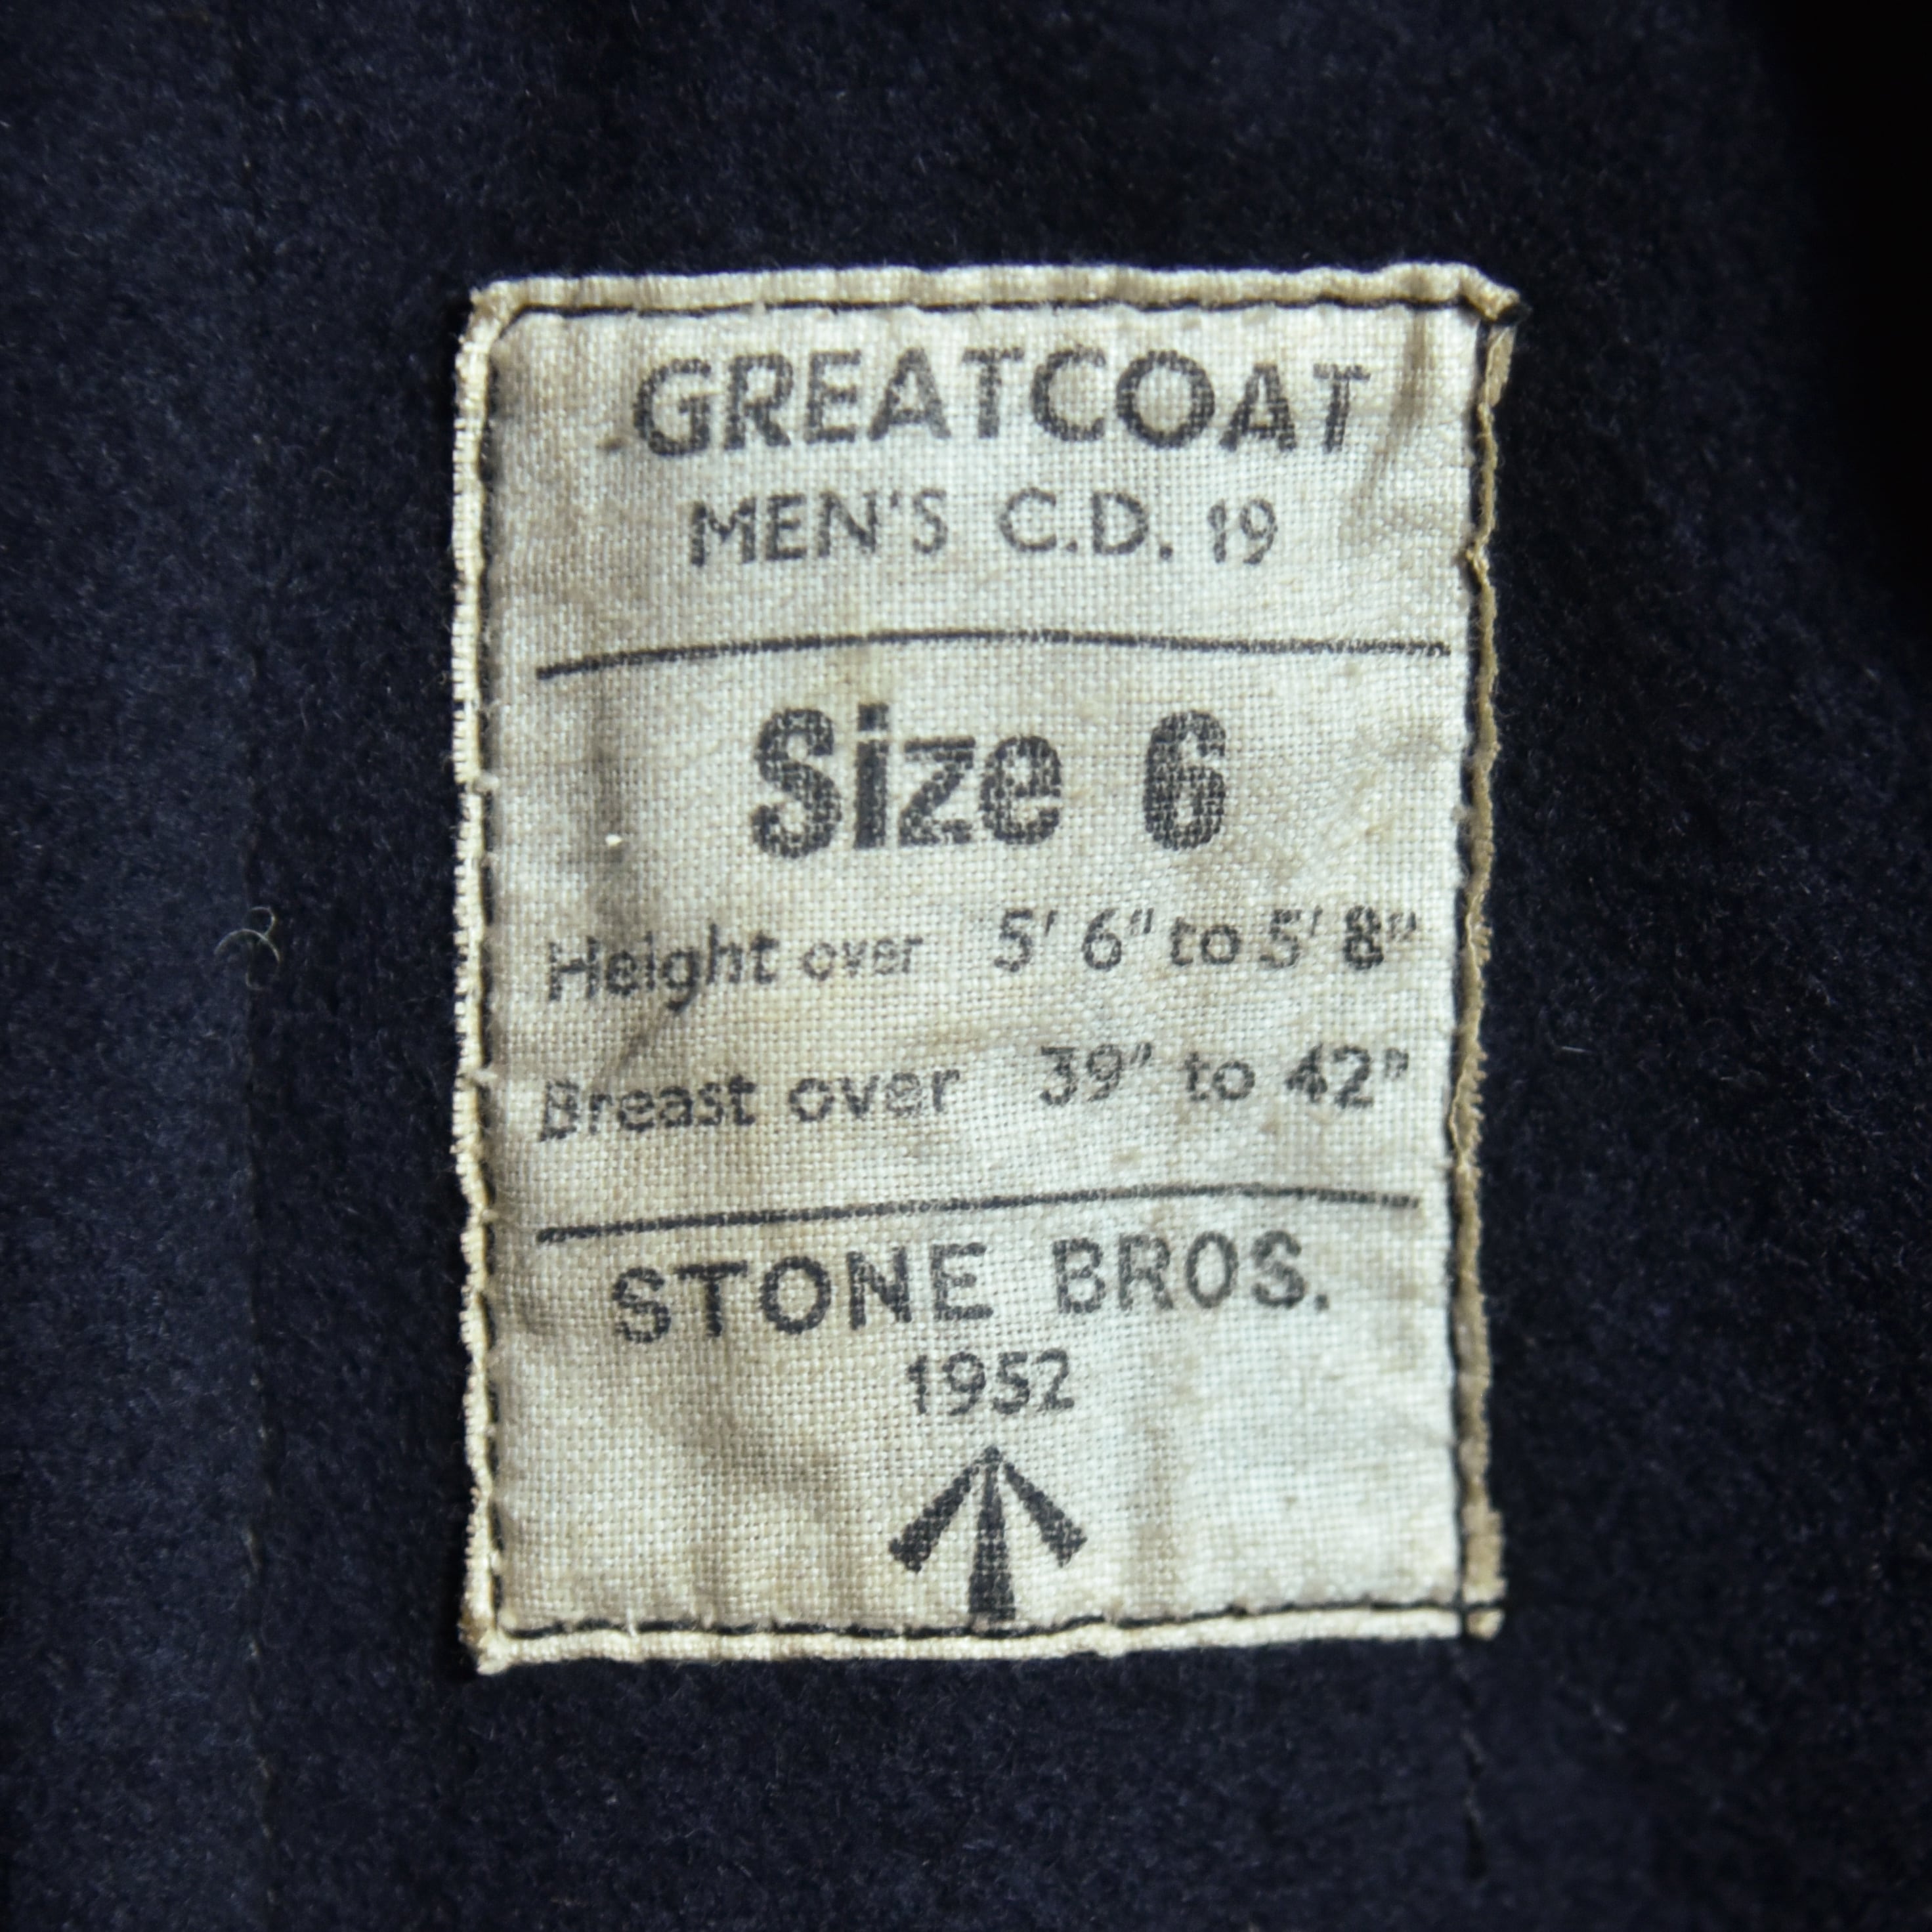 GREATCOAT
MEN'S C.D. 19
Size 6
Height over 5' 6" to 5' 8"
Breast over 39" to 42"
STONE BROS.
1952